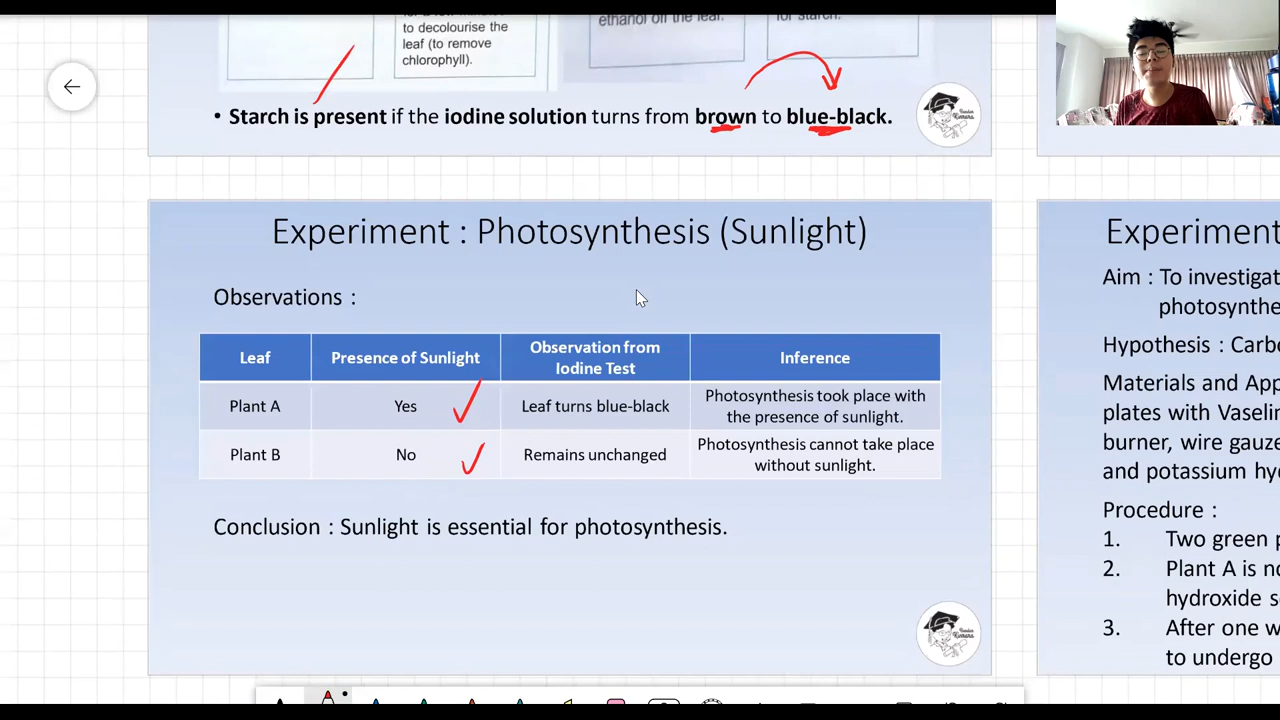 to decolourise the
leaf (to remove
chlorophyll).
ethanol off the leaf.
for starch.
• Starch is present if the iodine solution turns from brown to blue-black.
Experiment : Photosynthesis (Sunlight)
Observations :
Leaf
Presence of Sunlight
Observation from
Iodine Test
Inference
Plant A
Yes
Leaf turns blue-black
Photosynthesis took place with
the presence of sunlight.
Plant B
No
Remains unchanged
Photosynthesis cannot take place
without sunlight.
Conclusion : Sunlight is essential for photosynthesis.
Experiment
Aim : To investigat
photosynthe
Hypothesis : Carbo
Materials and App
plates with Vaselin
burner, wire gauze
and potassium hy
Procedure :
1. Two green p
2. Plant A is no
hydroxide s
3. After one w
to undergo